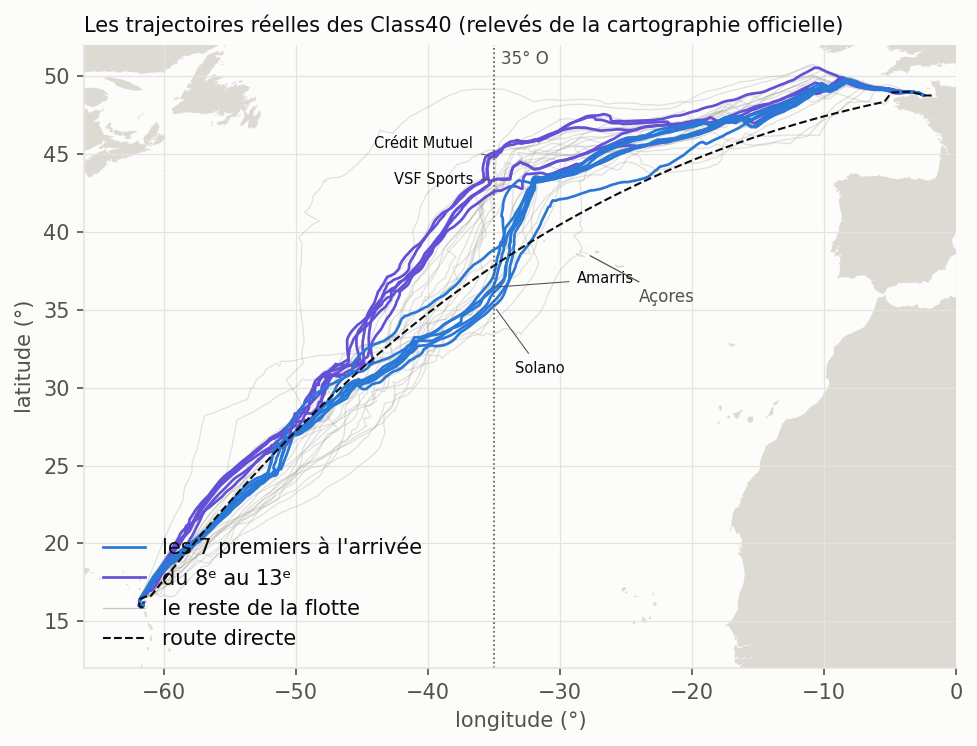 Les trajectoires réelles des Class40 (relevés de la cartographie officielle)
35° O
Crédit Mutuel
VSF Sports
Amarris
Açores
Solano
les 7 premiers à l'arrivée
du 8ᵉ au 13ᵉ
le reste de la flotte
route directe
50
45
40
35
30
25
20
15
latitude (°)
−60 −50 −40 −30 −20 −10 0
longitude (°)